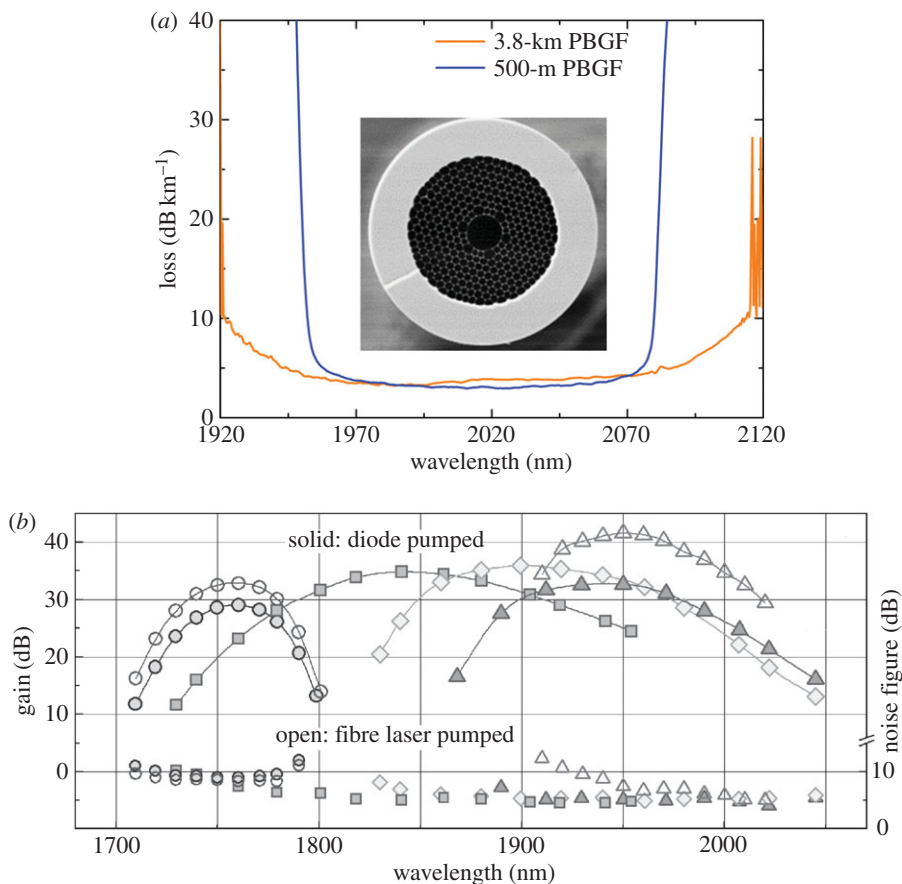 (a)
3.8-km PBGF
500-m PBGF
40
30
20
10
0
loss (dB km⁻¹)
1920 1970 2020 2070 2120
wavelength (nm)
(b)
solid: diode pumped
open: fibre laser pumped
40
30
20
10
0
gain (dB)
10
0
noise figure (dB)
1700 1800 1900 2000
wavelength (nm)